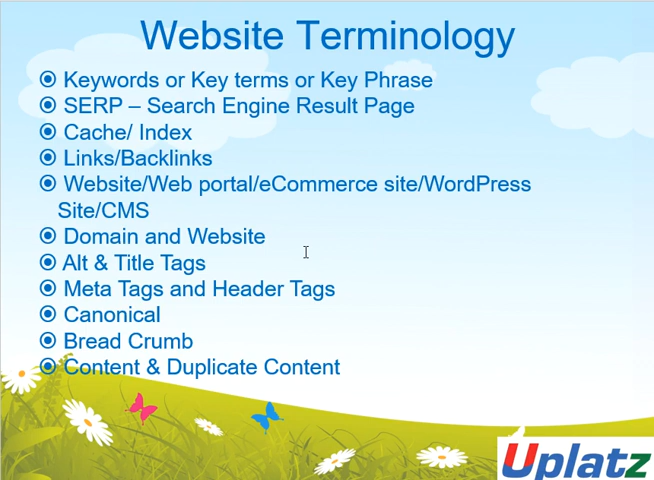 Website Terminology
Keywords or Key terms or Key Phrase
SERP – Search Engine Result Page
Cache/ Index
Links/Backlinks
Website/Web portal/eCommerce site/WordPress
Site/CMS
Domain and Website
Alt & Title Tags
Meta Tags and Header Tags
Canonical
Bread Crumb
Content & Duplicate Content
Uplatz